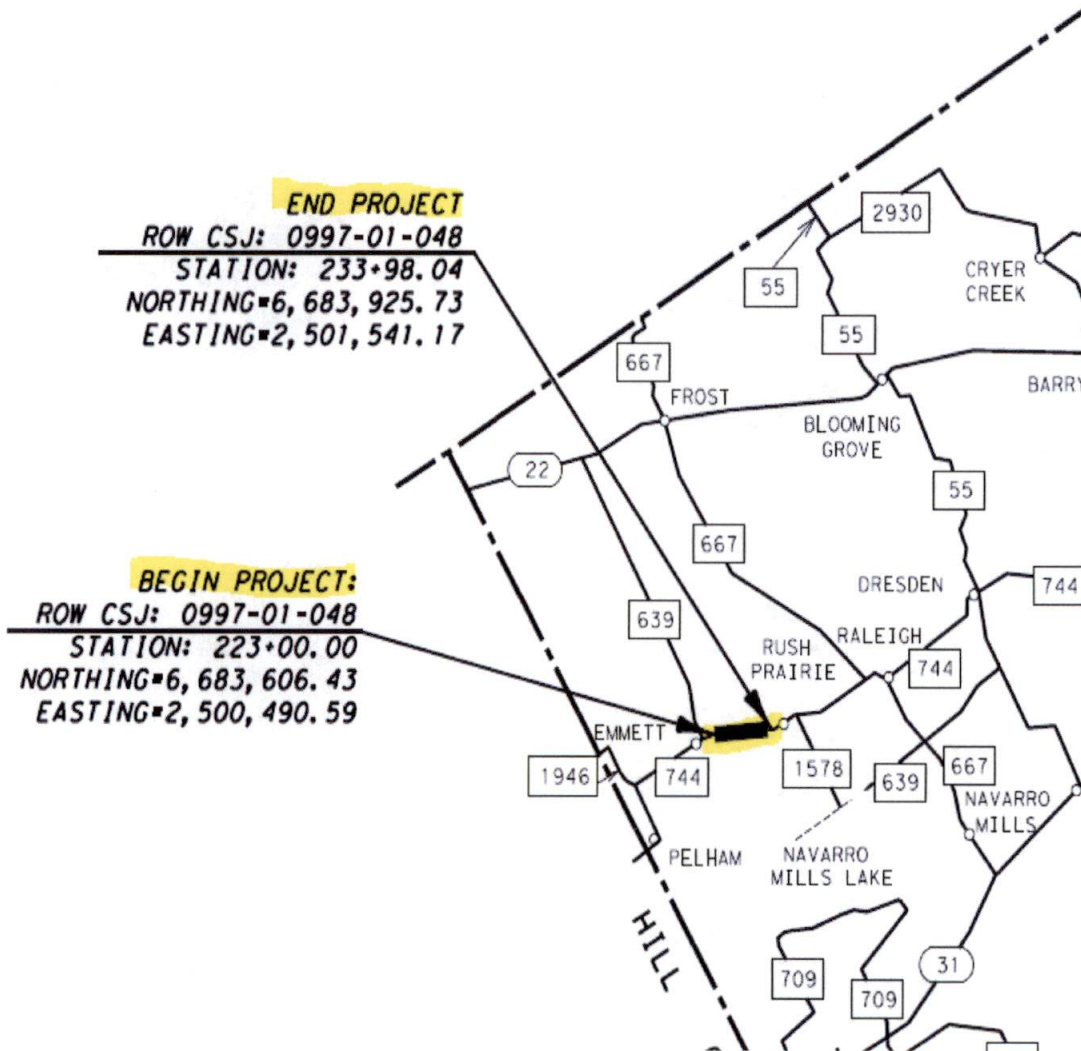 END PROJECT
ROW CSJ: 0997-01-048
STATION: 233+98.04
NORTHING=6,683,925.73
EASTING=2,501,541.17
2930
55
CRYER
CREEK
55
667
FROST
BARRY
BLOOMING
GROVE
22
55
667
BEGIN PROJECT:
ROW CSJ: 0997-01-048
STATION: 223+00.00
NORTHING=6,683,606.43
EASTING=2,500,490.59
DRESDEN
744
639
RUSH
PRAIRIE
RALEIGH
744
EMMETT
1946
744
1578
639
667
NAVARRO
MILLS
PELHAM
NAVARRO
MILLS LAKE
HILL
709
709
31